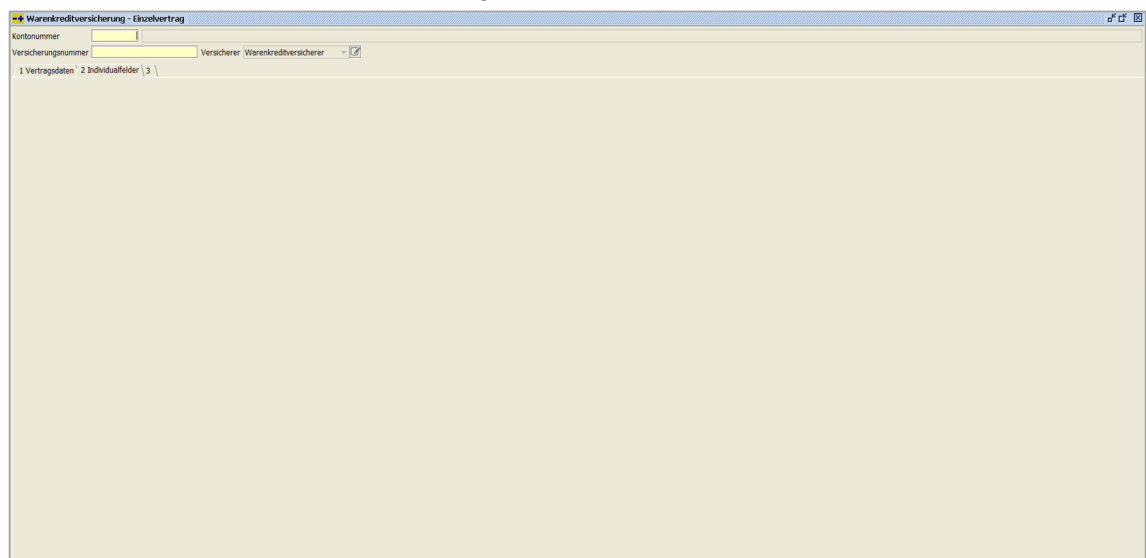 Warenkreditversicherung - Einzelvertrag
Kontonummer
Versicherungsnummer Versicherer Warenkreditversicherer
1 Vertragsdaten 2 Individualfelder 3